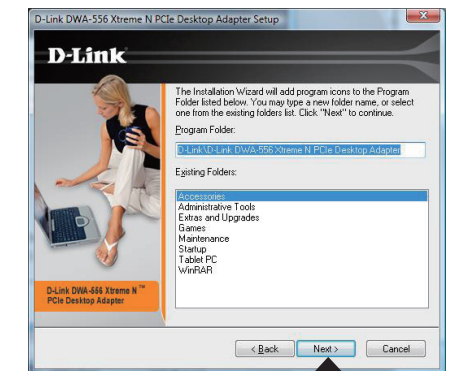 D-Link DWA-556 Xtreme N PCIe Desktop Adapter Setup
D-Link
The Installation Wizard will add program icons to the Program
Folder listed below. You may type a new folder name, or select
one from the existing folders list. Click "Next" to continue.
Program Folder:
D-Link\D-Link DWA-556 Xtreme N PCIe Desktop Adapter
Existing Folders:
Accessories
Administrative Tools
Extras and Upgrades
Games
Maintenance
Startup
Tablet PC
WinRAR
D-Link DWA-556 Xtreme N ™
PCIe Desktop Adapter
< Back
Next >
Cancel